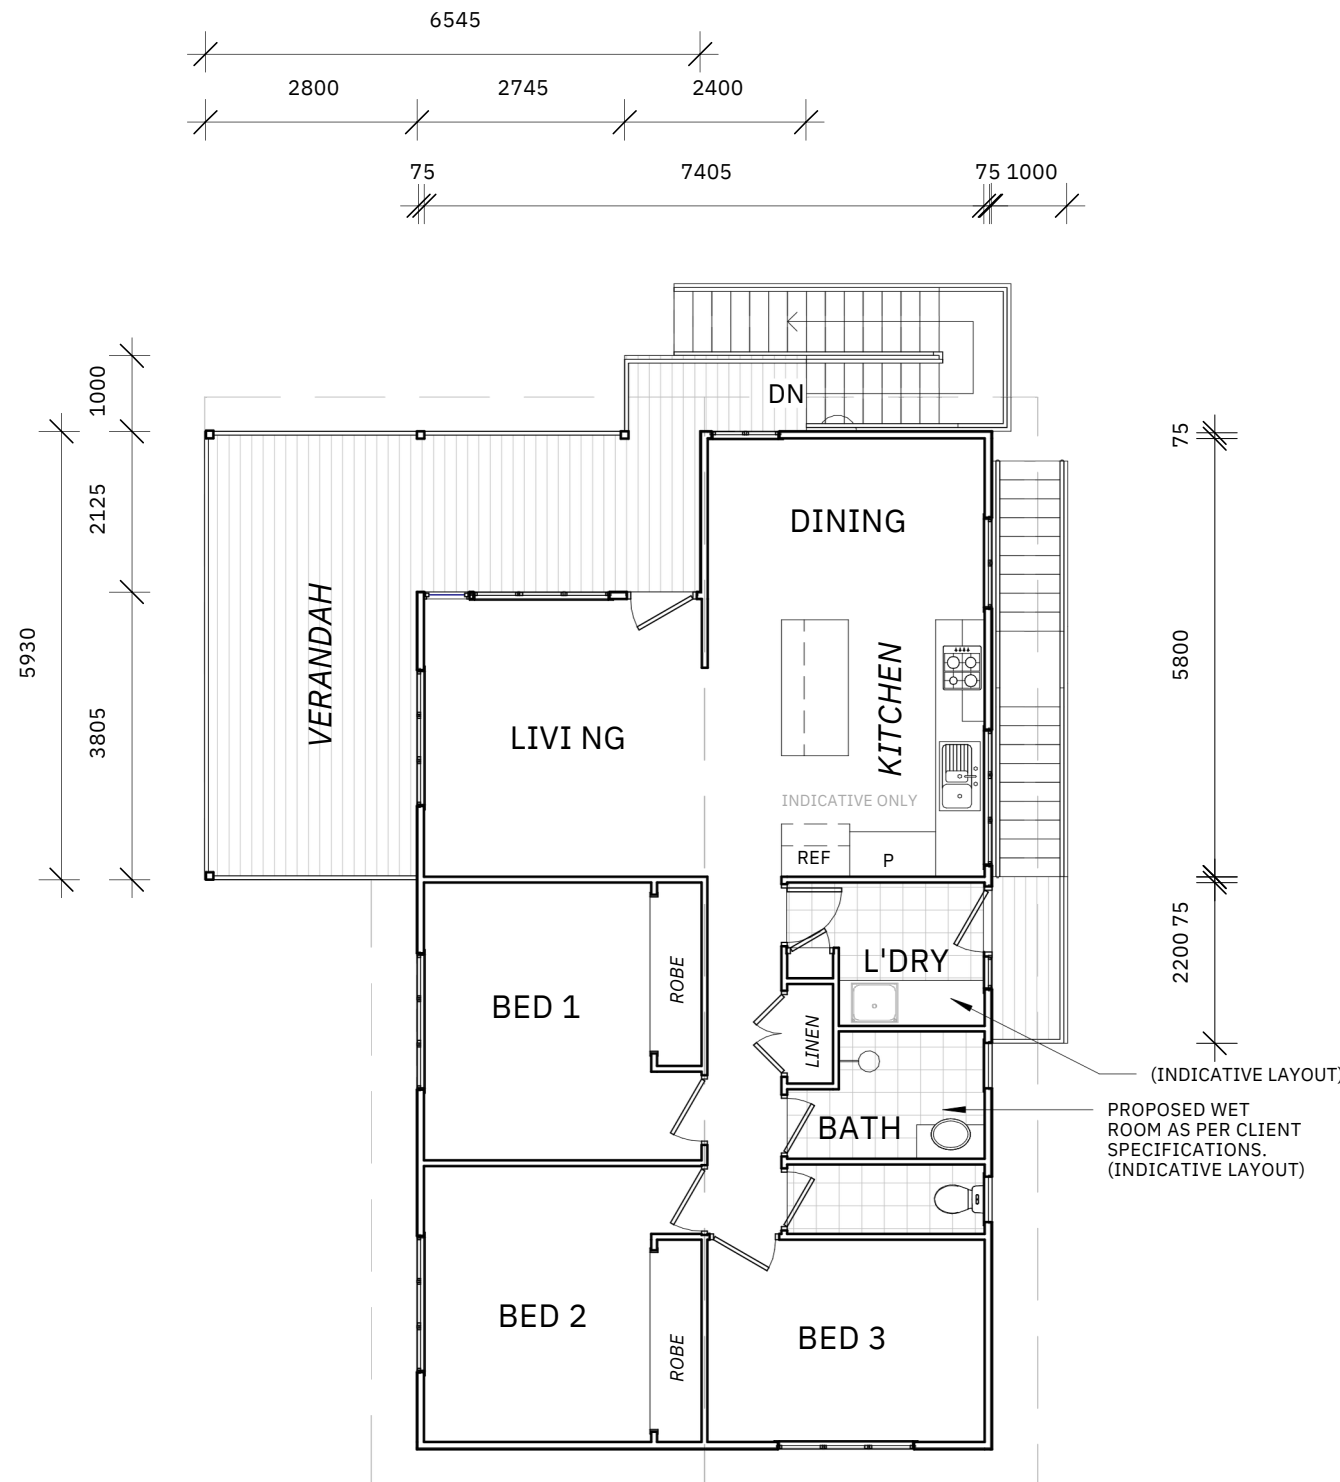 6545
2800
2745
2400
75
7405
75 1000
1000
DN
75
2125
DINING
VERANDAH
5930
KITCHEN
5800
3805
LIVI NG
INDICATIVE ONLY
REF
P
2200 75
L'DRY
ROBE
BED 1
LINEN
(INDICATIVE LAYOUT)
PROPOSED WET
ROOM AS PER CLIENT
SPECIFICATIONS.
(INDICATIVE LAYOUT)
BATH
BED 2
ROBE
BED 3